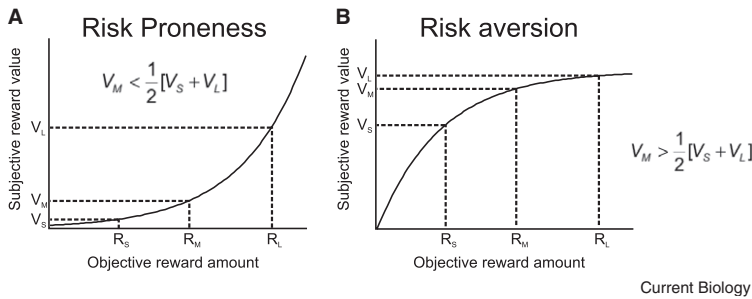 A
Risk Proneness
V_M < 1/2 [V_S + V_L]
Subjective reward value
V_L
V_M
V_S
R_S R_M R_L
Objective reward amount
B
Risk aversion
Subjective reward value
V_L
V_M
V_S
V_M > 1/2 [V_S + V_L]
R_S R_M R_L
Objective reward amount
Current Biology